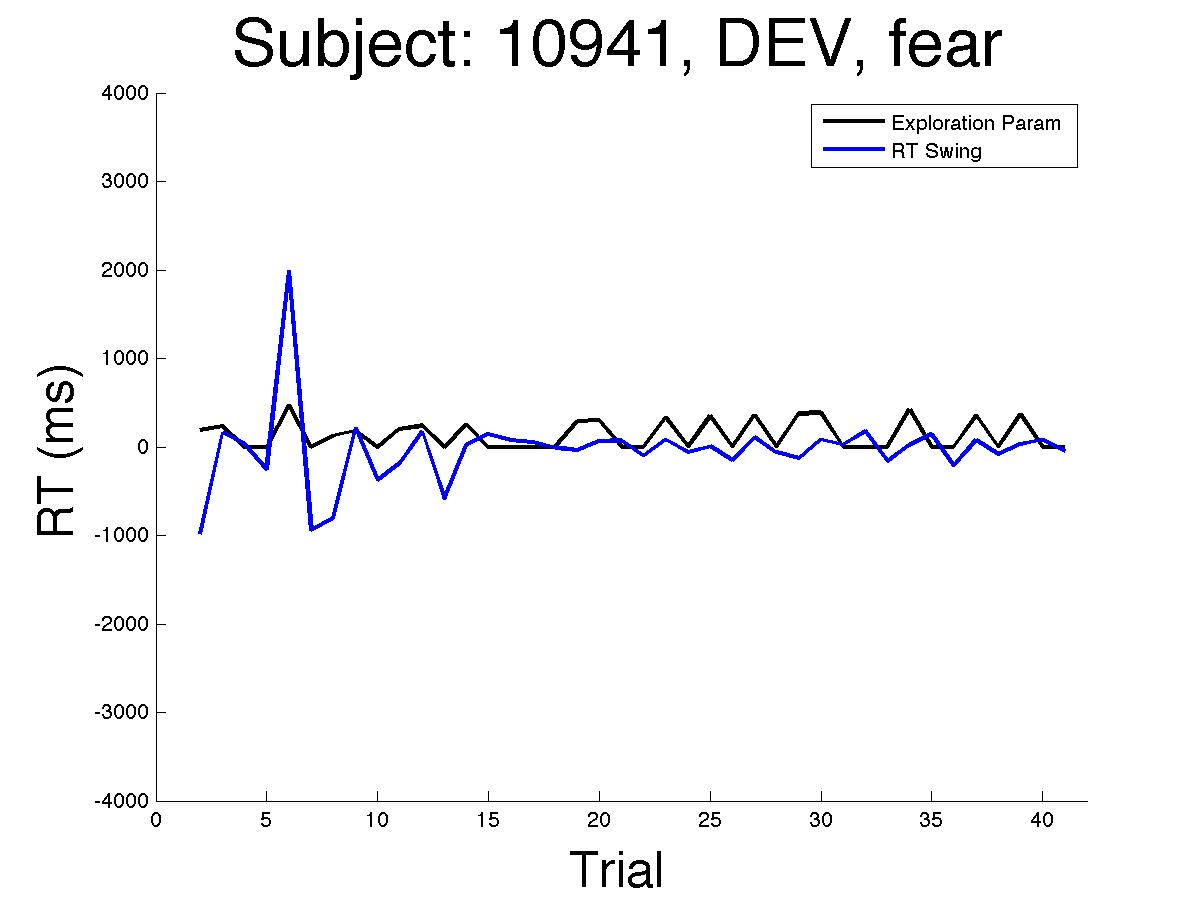 Subject: 10941, DEV, fear
Exploration Param
RT Swing
4000
3000
2000
1000
0
-1000
-2000
-3000
-4000
RT (ms)
0 5 10 15 20 25 30 35 40
Trial